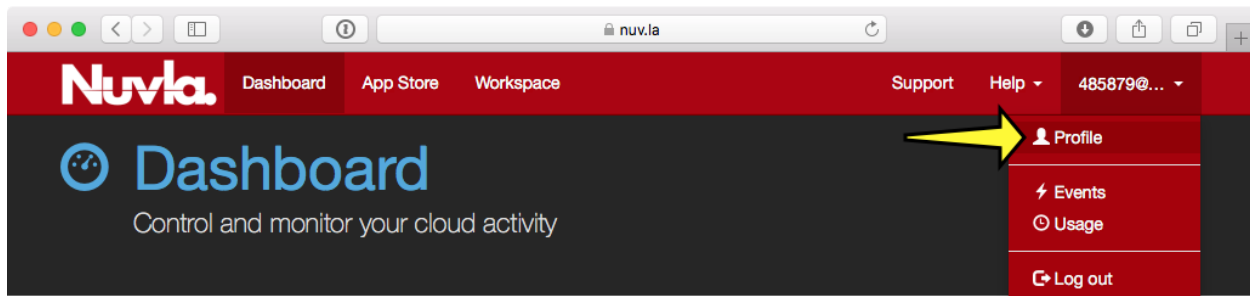 nuv.la
Nuvla. Dashboard App Store Workspace Support Help 485879@...
Profile
Dashboard
Events
Control and monitor your cloud activity
Usage
Log out